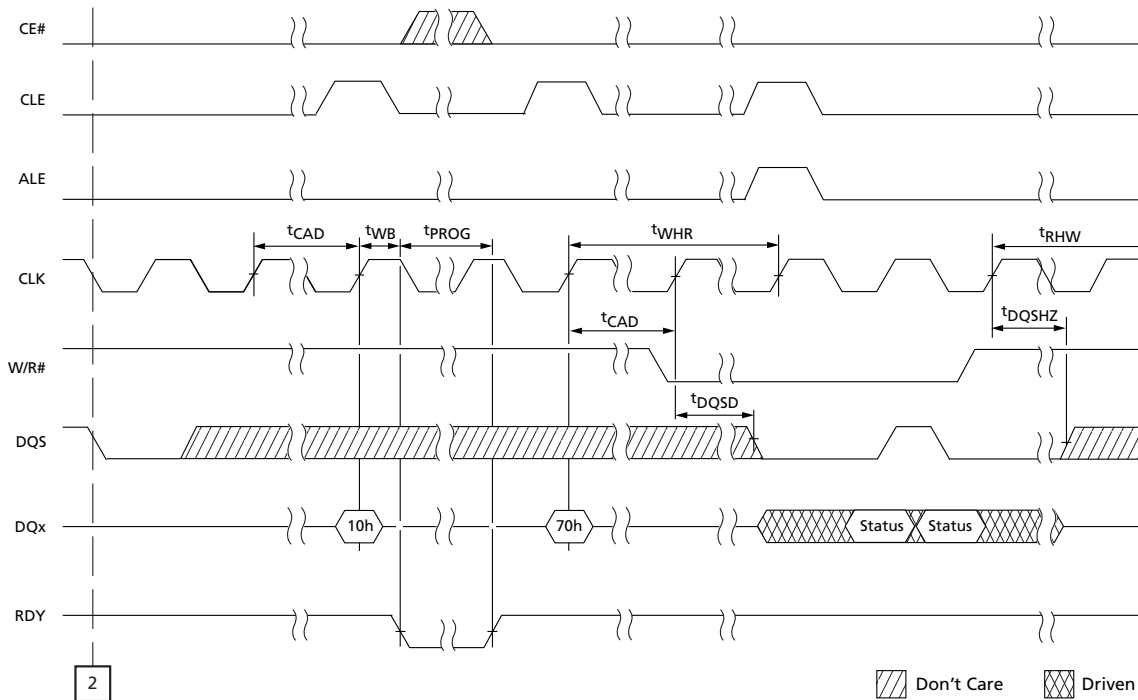 CE#
CLE
ALE
tCAD tWB tPROG tWHR tRHW
CLK
tCAD tDQSHZ
W/R#
tDQSD
DQS
DQx 10h 70h Status Status
RDY
2 Don't Care Driven